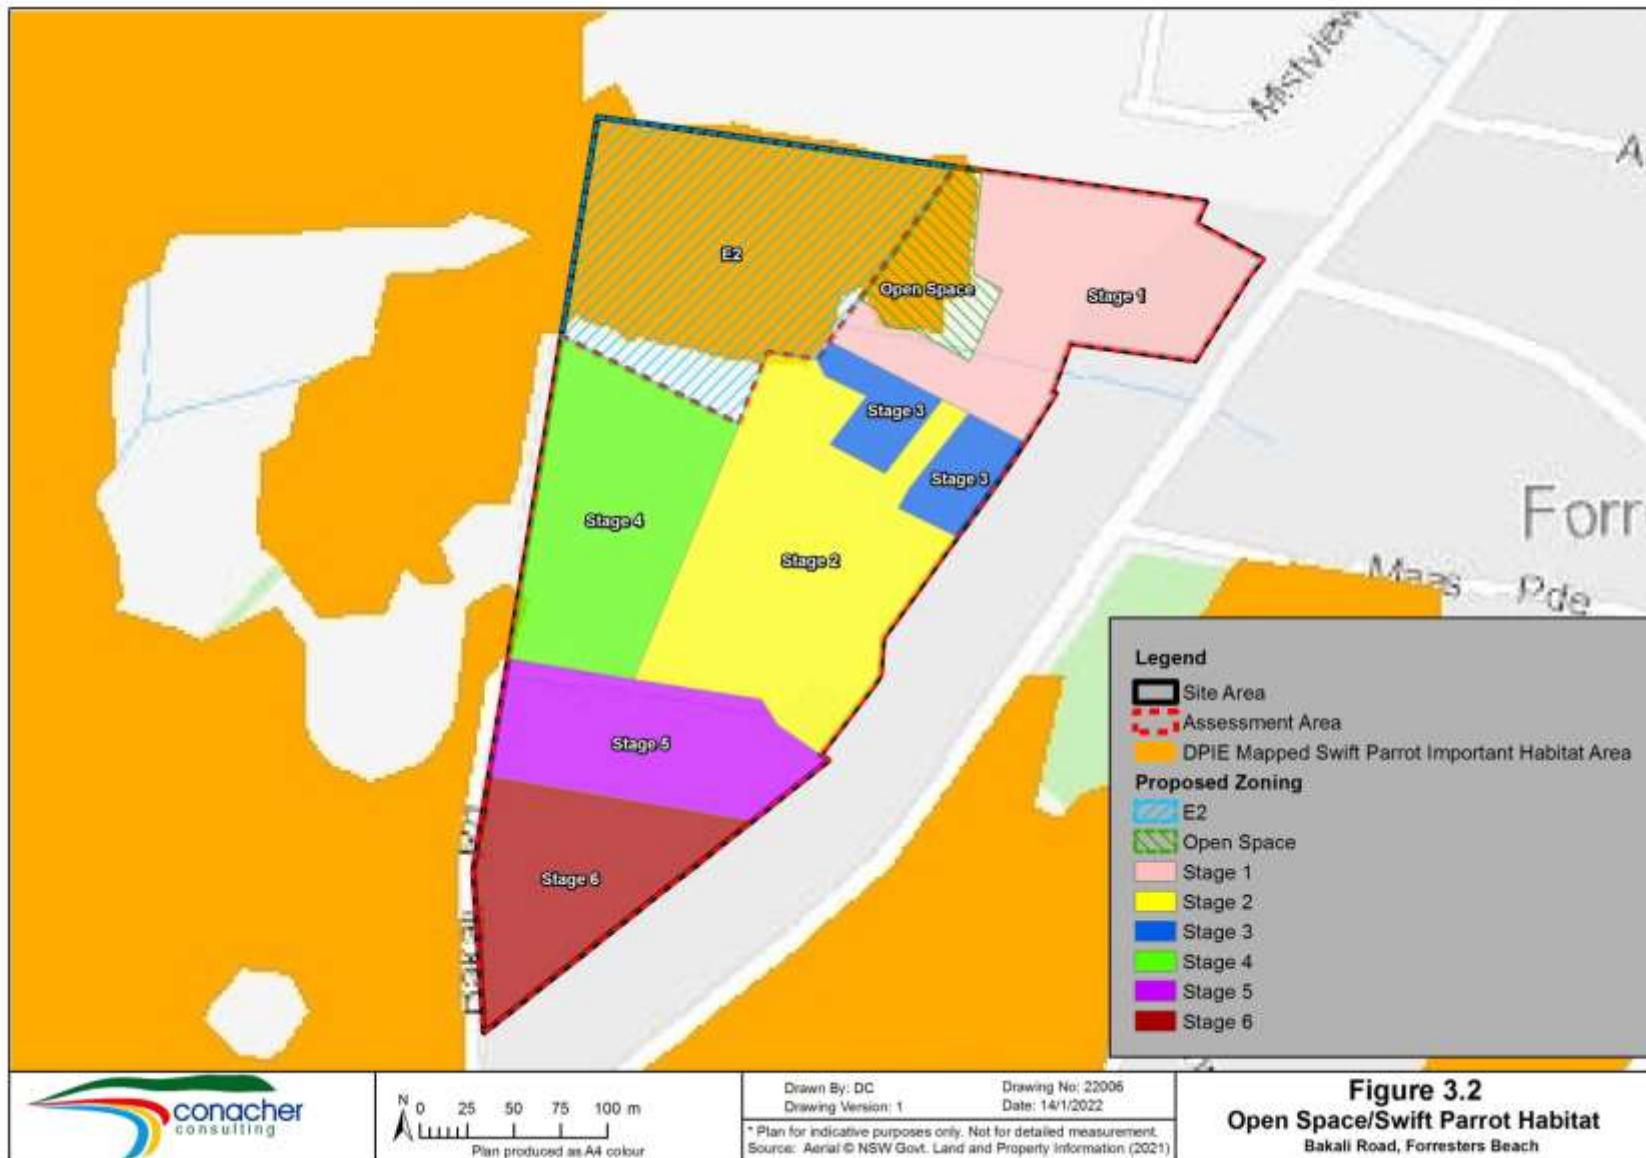 Mistview
A
E2
Open Space
Stage 1
Stage 3
Stage 3
Stage 4
Stage 2
Forr
Maas Pde
Stage 5
Stage 6
Legend
Site Area
Assessment Area
DPIE Mapped Swift Parrot Important Habitat Area
Proposed Zoning
E2
Open Space
Stage 1
Stage 2
Stage 3
Stage 4
Stage 5
Stage 6
conacher
consulting
N
0 25 50 75 100 m
Plan produced as A4 colour
Drawn By: DC
Drawing No: 22006
Drawing Version: 1
Date: 14/1/2022
* Plan for indicative purposes only. Not for detailed measurement.
Source: Aerial © NSW Govt. Land and Property Information (2021)
Figure 3.2
Open Space/Swift Parrot Habitat
Bakali Road, Forresters Beach